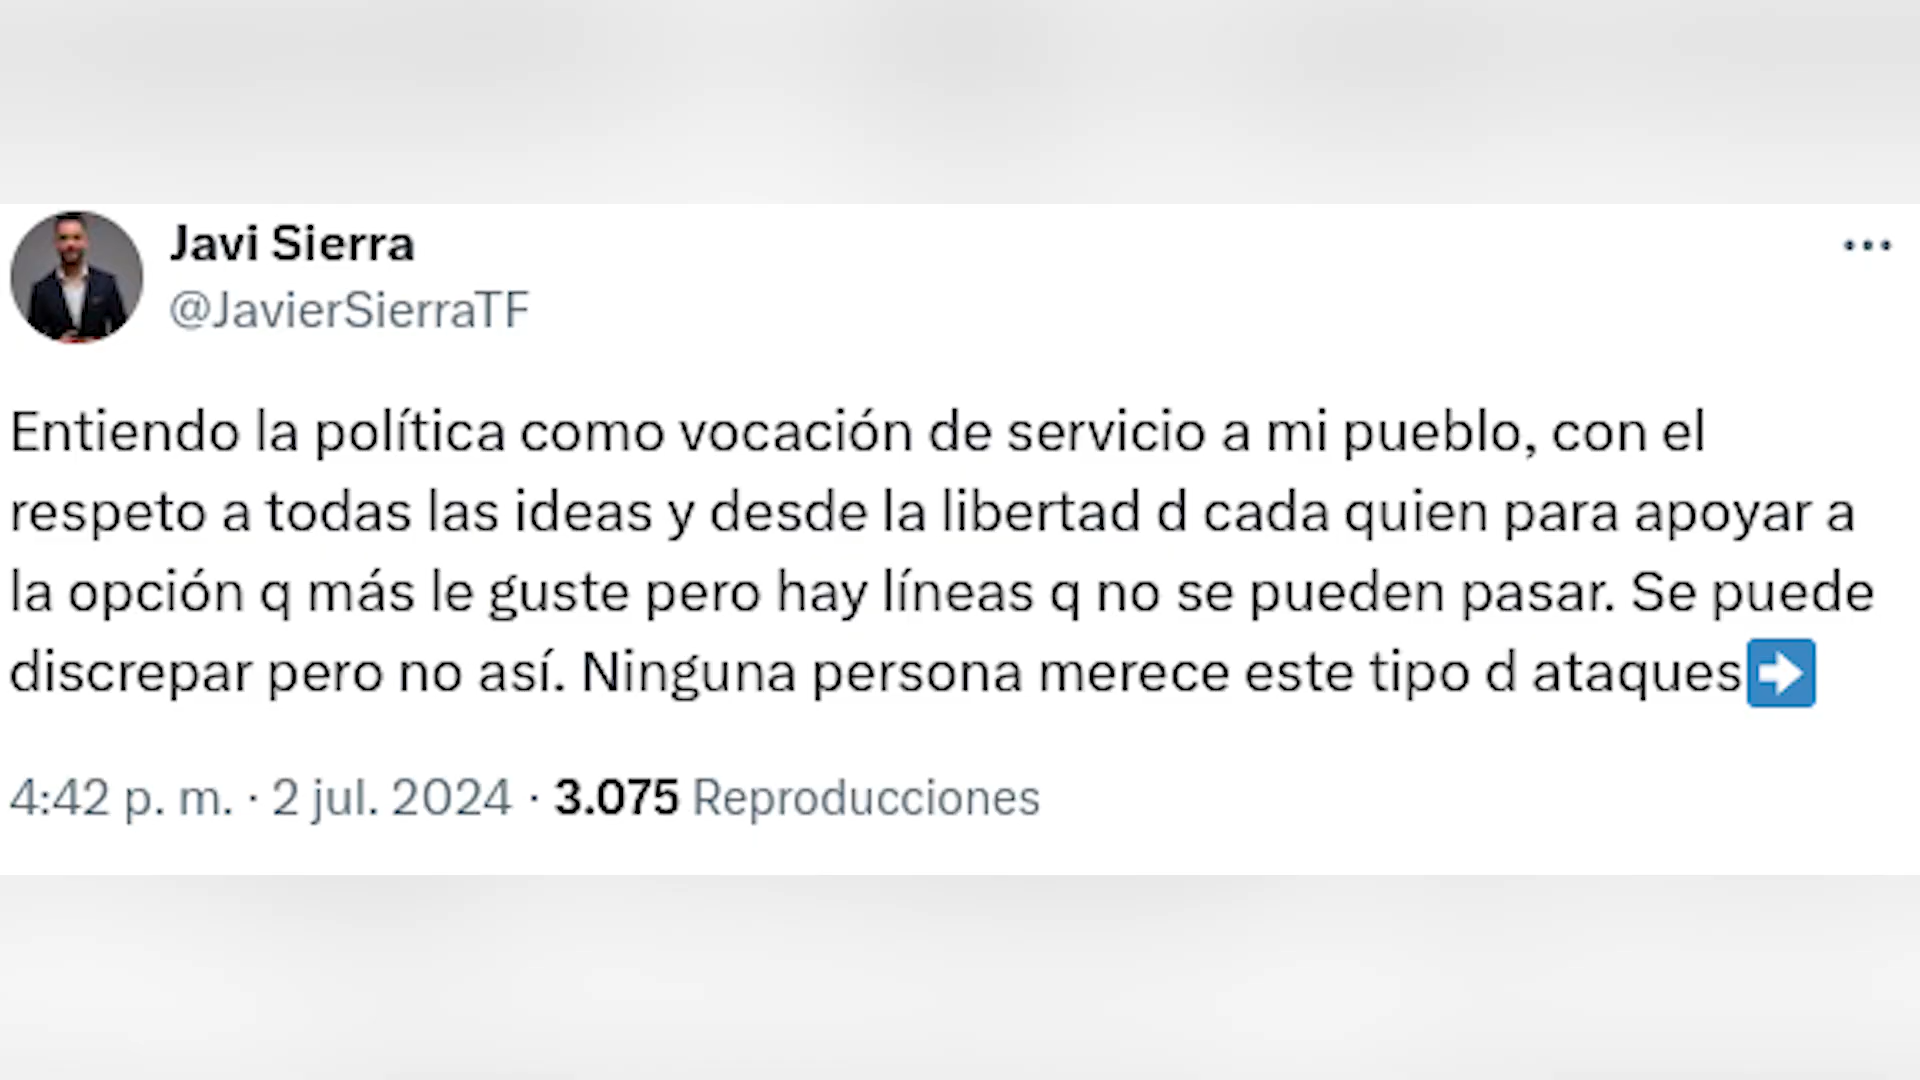 Javi Sierra
@JavierSierraTF
Entiendo la política como vocación de servicio a mi pueblo, con el
respeto a todas las ideas y desde la libertad d cada quien para apoyar a
la opción q más le guste pero hay líneas q no se pueden pasar. Se puede
discrepar pero no así. Ninguna persona merece este tipo d ataques➡️
4:42 p. m. · 2 jul. 2024 · 3.075 Reproducciones